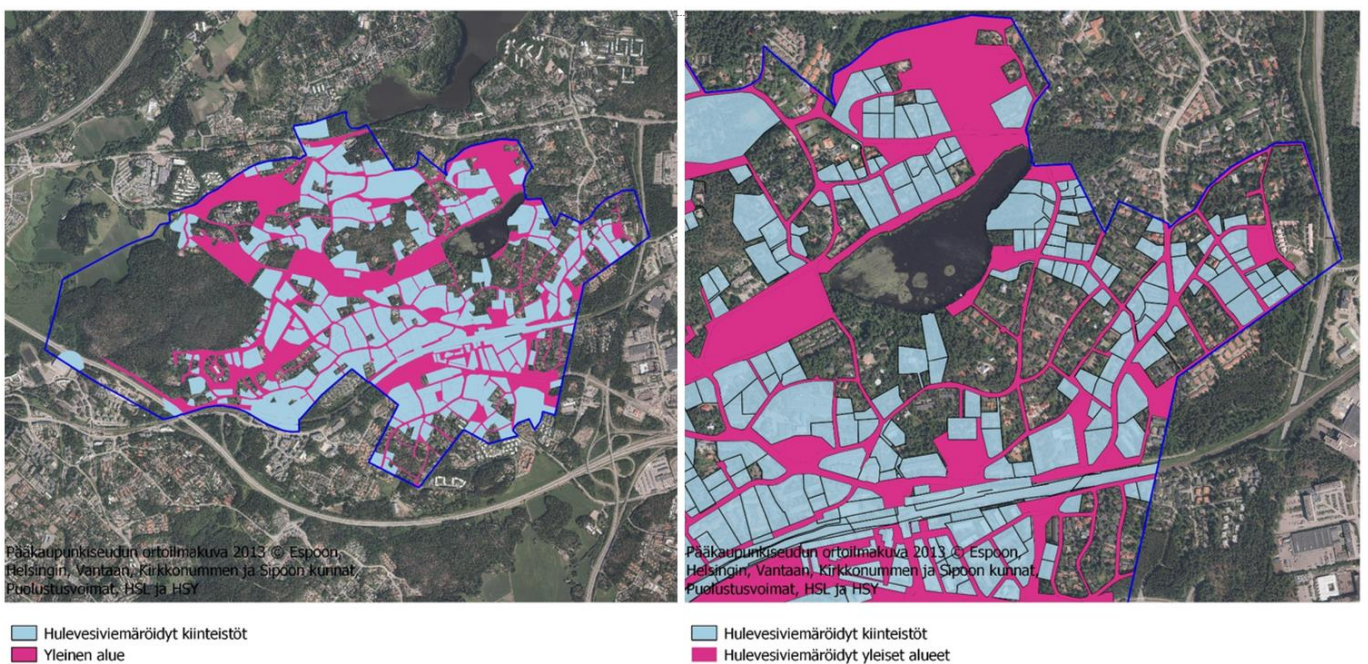 Pääkaupunkiseudun ortoilmakuva 2013 © Espoon,
Helsingin, Vantaan, Kirkkonummen ja Sipoon kunnat,
Puolustusvoimat, HSL ja HSY
Hulevesiviemäröidyt kiinteistöt
Yleinen alue
Pääkaupunkiseudun ortoilmakuva 2013 © Espoon,
Helsingin, Vantaan, Kirkkonummen ja Sipoon kunnat,
Puolustusvoimat, HSL ja HSY
Hulevesiviemäröidyt kiinteistöt
Hulevesiviemäröidyt yleiset alueet